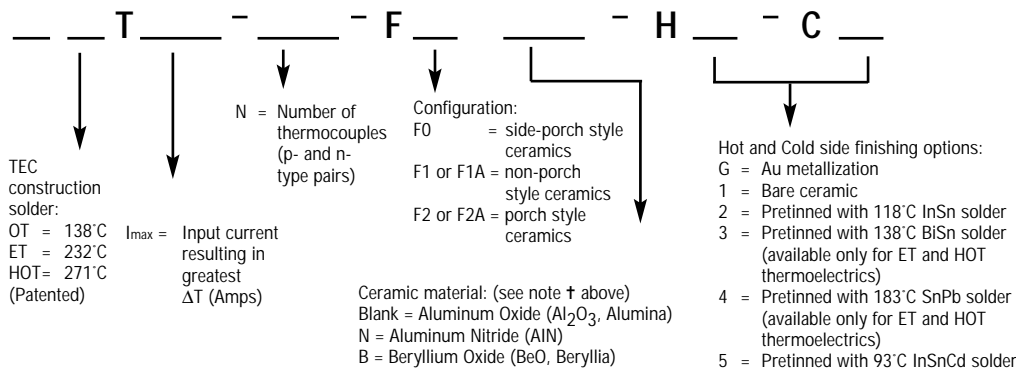 __ __ T ____ - ____ - F __ ____ - H __ - C __
N = Number of
thermocouples
(p- and n-
type pairs)
Configuration:
F0 = side-porch style
ceramics
F1 or F1A = non-porch
style ceramics
F2 or F2A = porch style
ceramics
Hot and Cold side finishing options:
G = Au metallization
1 = Bare ceramic
2 = Pretinned with 118°C InSn solder
3 = Pretinned with 138°C BiSn solder
(available only for ET and HOT
thermoelectrics)
4 = Pretinned with 183°C SnPb solder
(available only for ET and HOT
thermoelectrics)
5 = Pretinned with 93°C InSnCd solder
TEC
construction
solder:
OT = 138°C
ET = 232°C
HOT= 271°C
(Patented)
Imax = Input current
resulting in
greatest
ΔT (Amps)
Ceramic material: (see note † above)
Blank = Aluminum Oxide (Al2O3, Alumina)
N = Aluminum Nitride (AlN)
B = Beryllium Oxide (BeO, Beryllia)